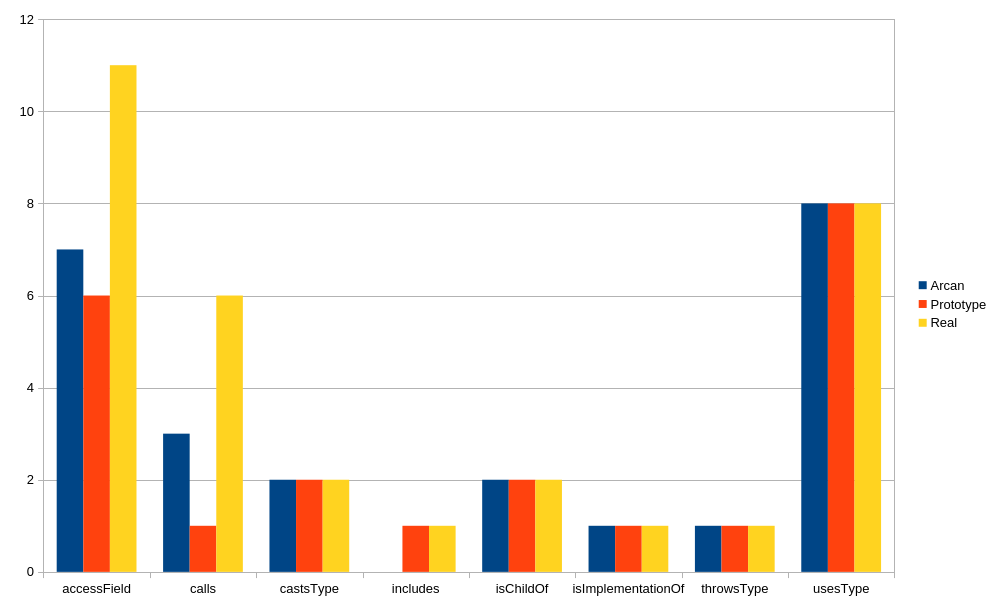 12
10
8
6
4
2
0
accessField calls castsType includes isChildOf isImplementationOf throwsType usesType
Arcan
Prototype
Real